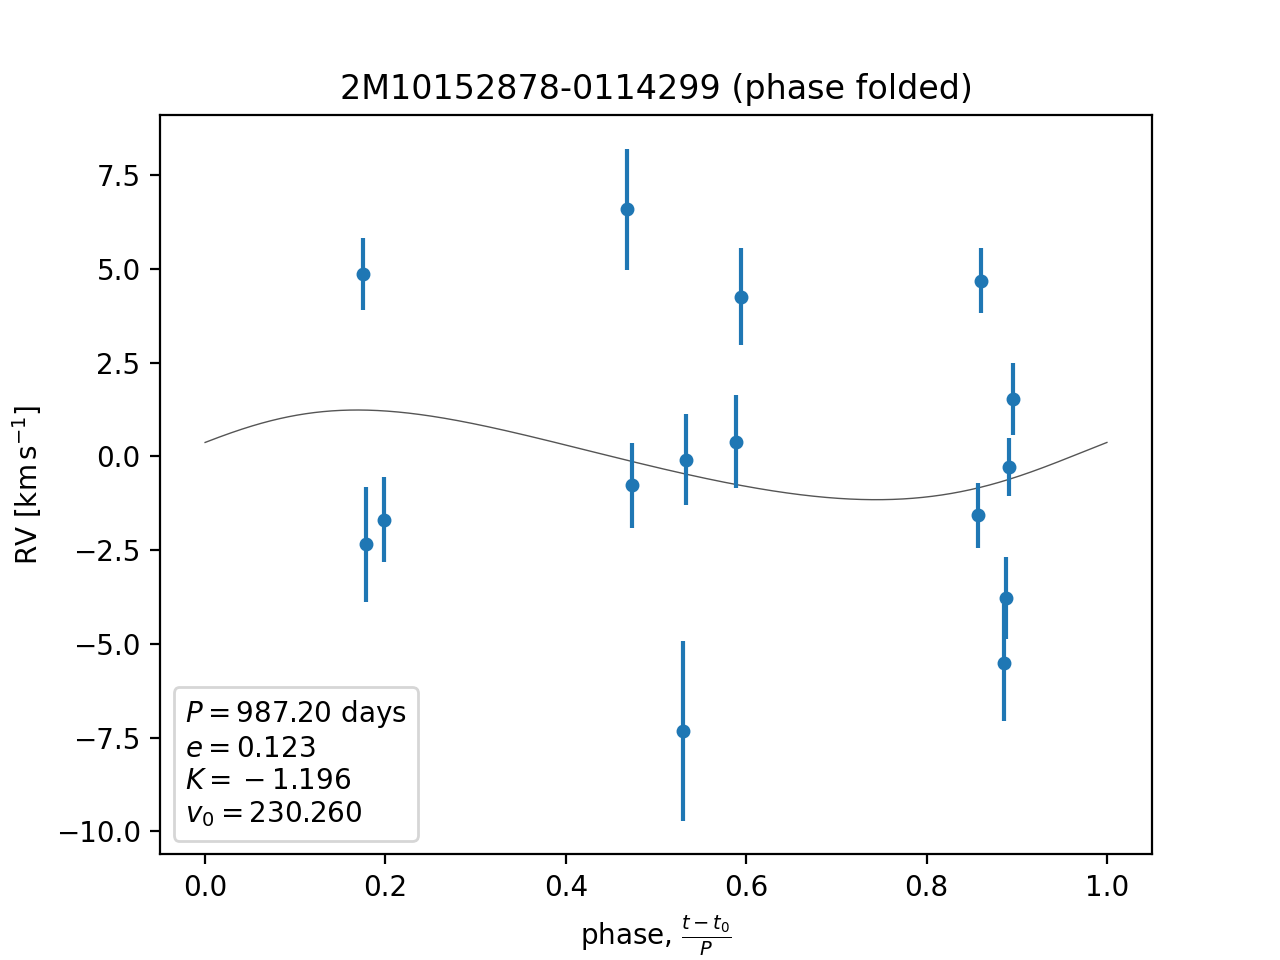 2M10152878-0114299 (phase folded)
RV [km s⁻¹]
7.5
5.0
2.5
0.0
−2.5
−5.0
−7.5
−10.0
P = 987.20 days
e = 0.123
K = −1.196
v₀ = 230.260
0.0 0.2 0.4 0.6 0.8 1.0
phase, (t − t₀)/P